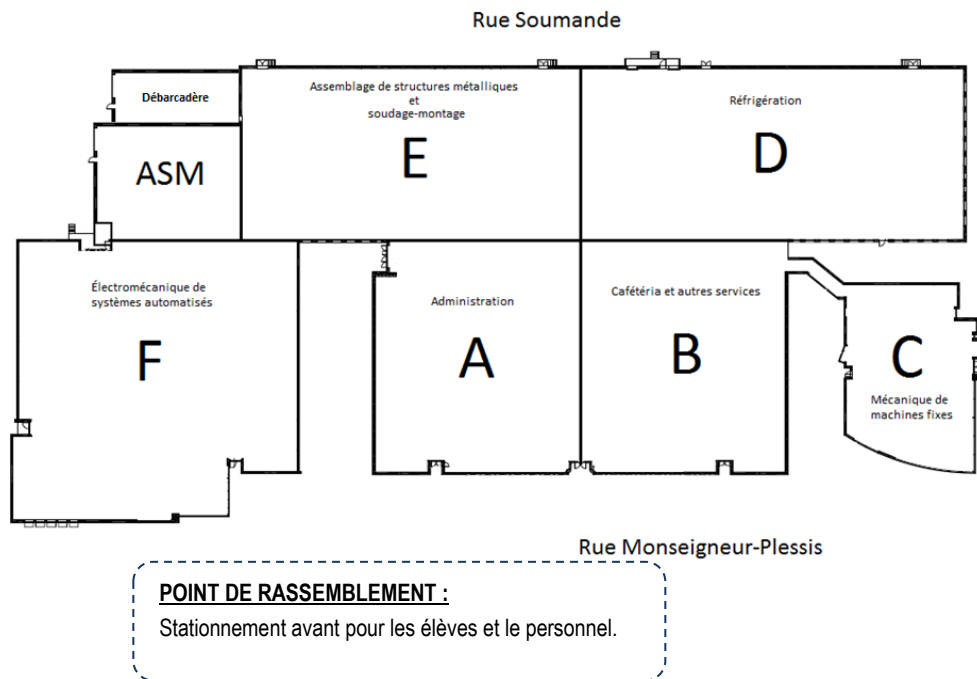 Rue Soumande
Débarcadère
Assemblage de structures métalliques
et
soudage-montage
E
Réfrigération
D
ASM
Électromécanique de
systèmes automatisés
F
Administration
A
Cafétéria et autres services
B
C
Mécanique de
machines fixes
Rue Monseigneur-Plessis
POINT DE RASSEMBLEMENT :
Stationnement avant pour les élèves et le personnel.